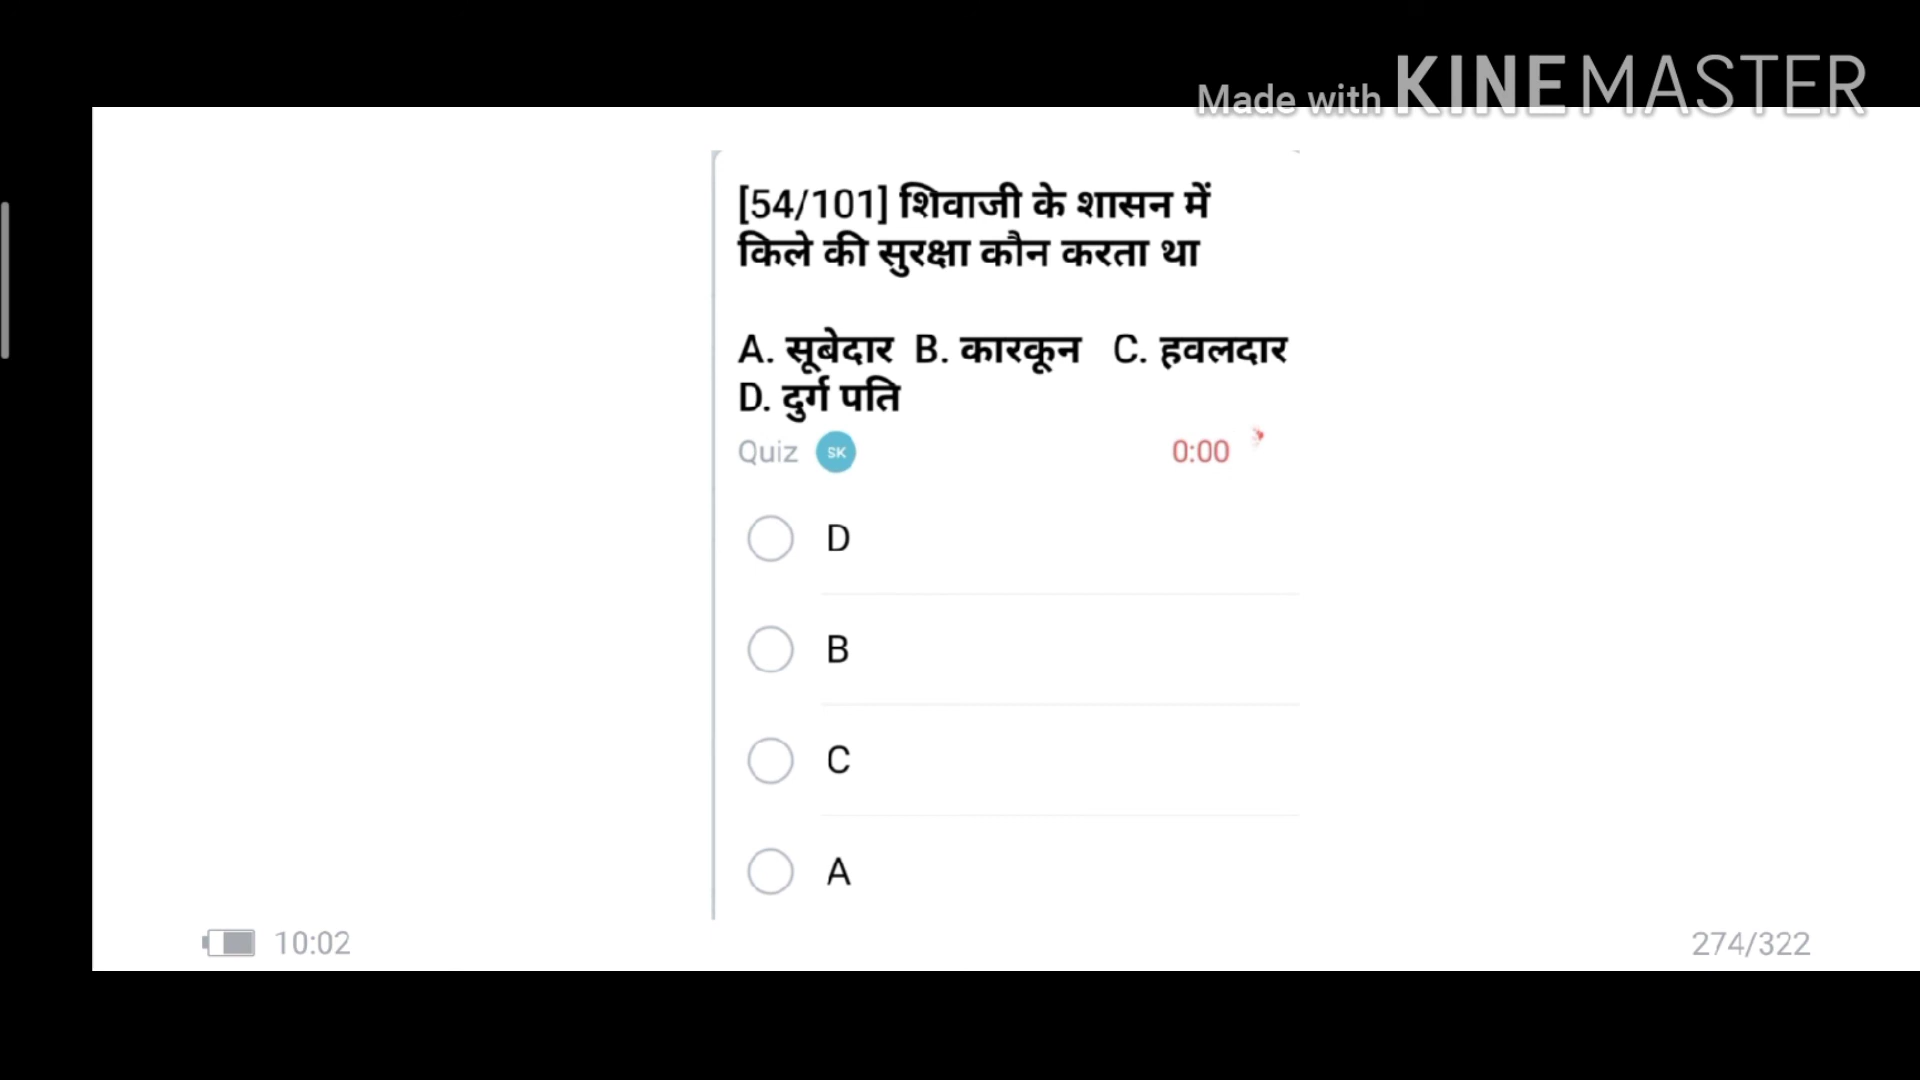 Made with KINEMASTER
[54/101] शिवाजी के शासन में
किले की सुरक्षा कौन करता था
A. सूबेदार B. कारकून C. हवलदार
D. दुर्ग पति
Quiz SK 0:00
D
B
C
A
10:02 274/322